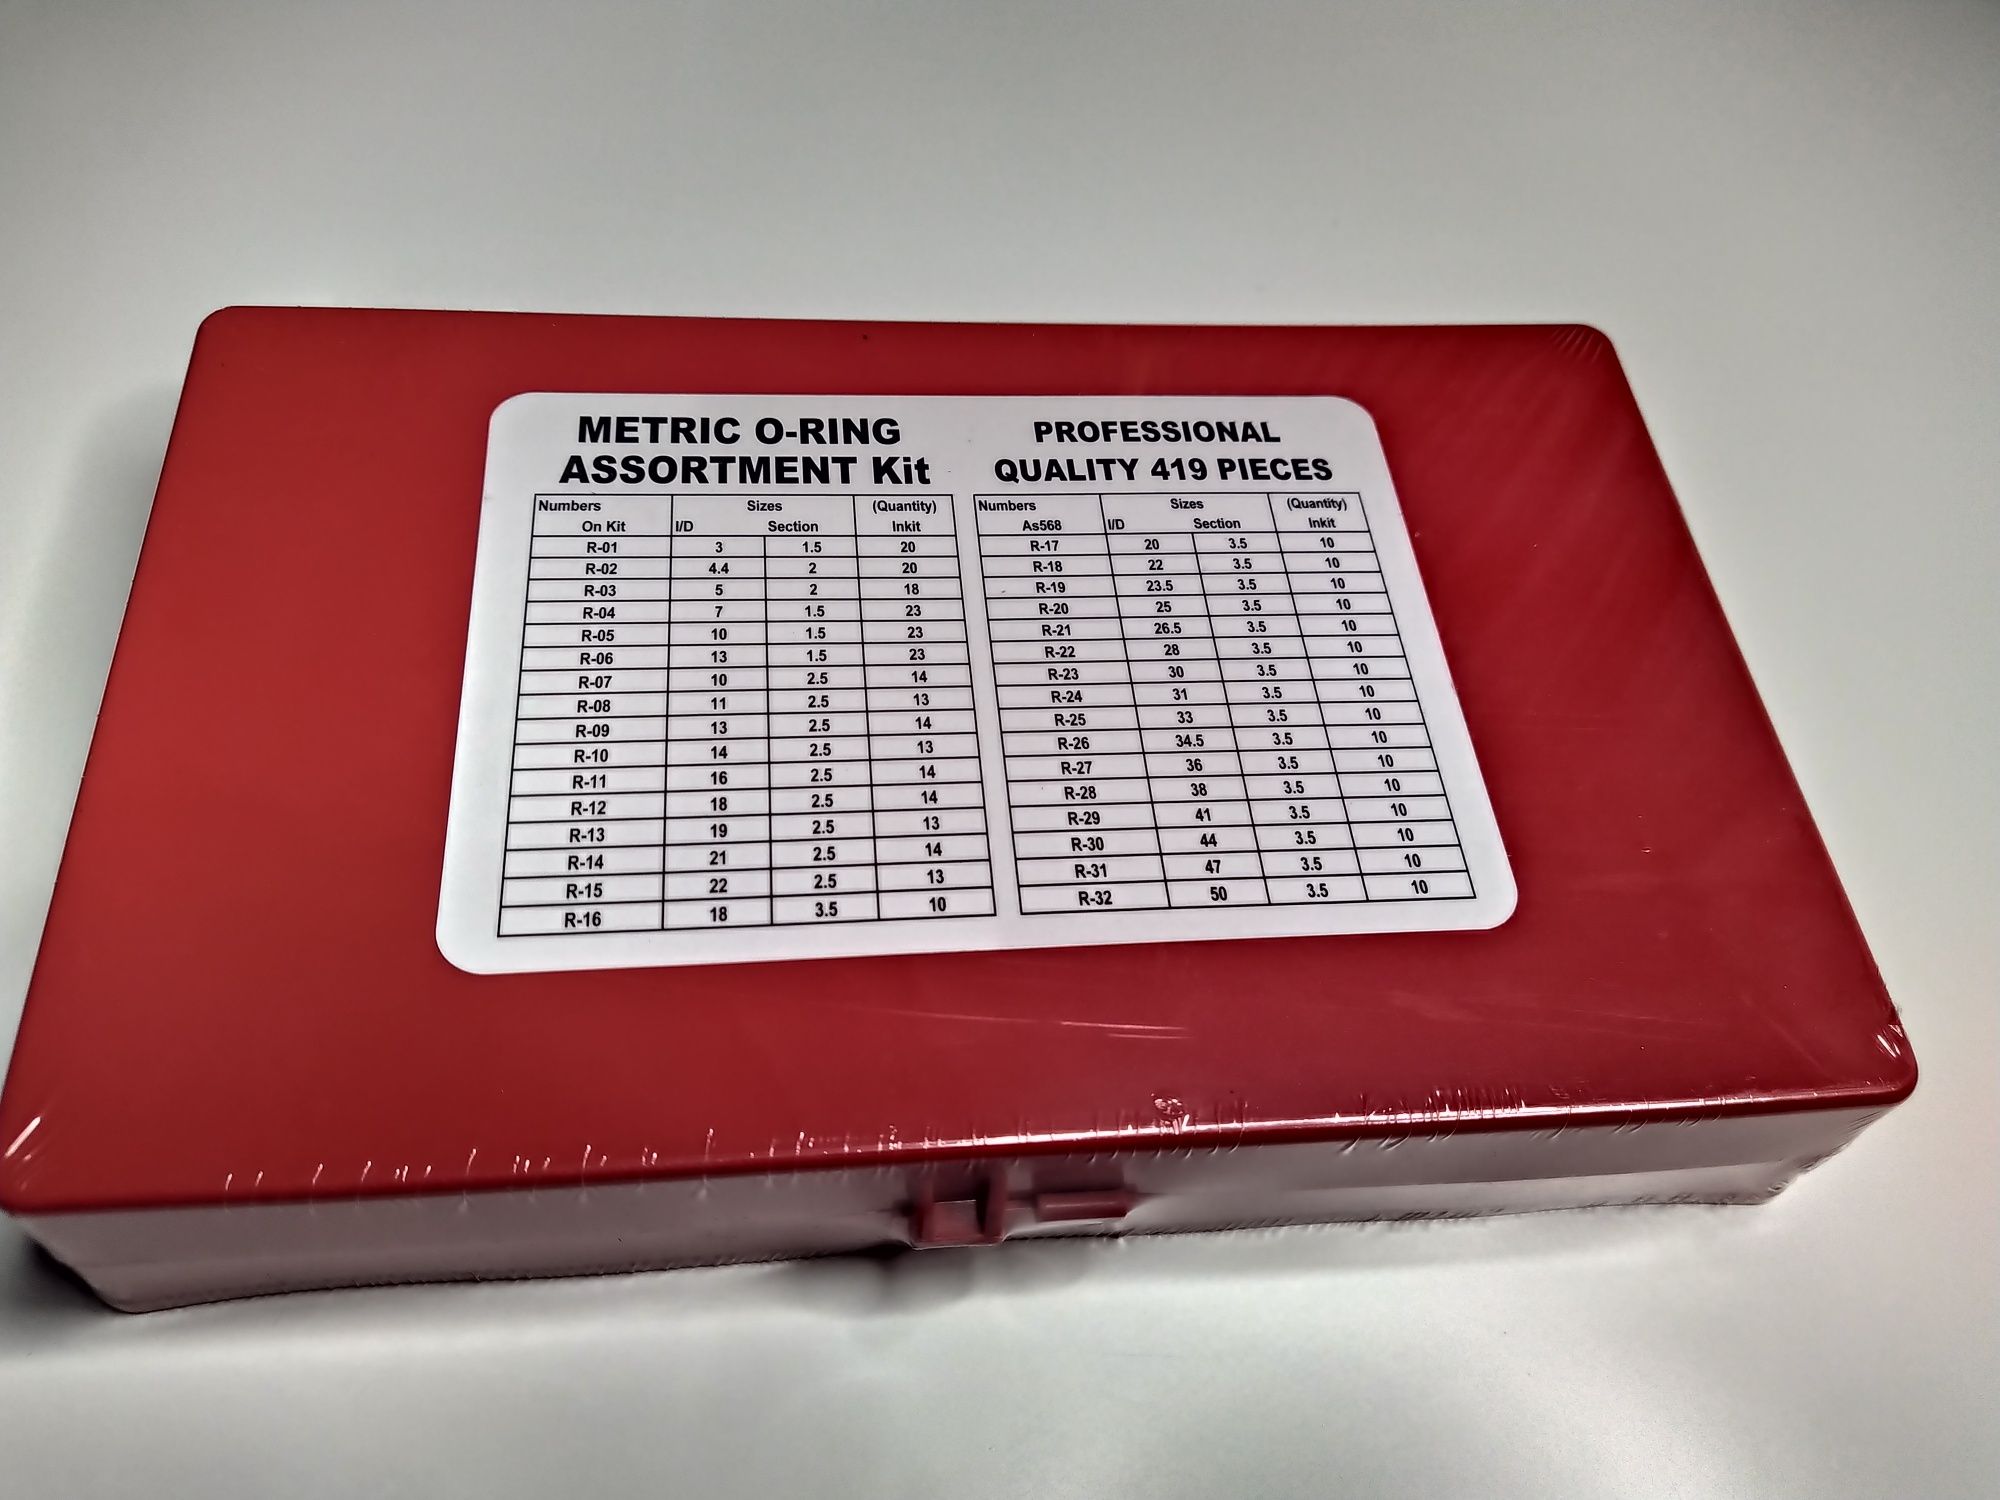 METRIC O-RING
ASSORTMENT Kit
Numbers Sizes (Quantity)
On Kit I/D Section Inkit
R-01 3 1.5 20
R-02 4.4 2 20
R-03 5 2 18
R-04 7 1.5 23
R-05 10 1.5 23
R-06 13 1.5 23
R-07 10 2.5 14
R-08 11 2.5 13
R-09 13 2.5 14
R-10 14 2.5 13
R-11 16 2.5 14
R-12 18 2.5 14
R-13 19 2.5 13
R-14 21 2.5 14
R-15 22 2.5 13
R-16 18 3.5 10
PROFESSIONAL
QUALITY 419 PIECES
Numbers Sizes (Quantity)
As568 I/D Section Inkit
R-17 20 3.5 10
R-18 22 3.5 10
R-19 23.5 3.5 10
R-20 25 3.5 10
R-21 26.5 3.5 10
R-22 28 3.5 10
R-23 30 3.5 10
R-24 31 3.5 10
R-25 33 3.5 10
R-26 34.5 3.5 10
R-27 36 3.5 10
R-28 38 3.5 10
R-29 41 3.5 10
R-30 44 3.5 10
R-31 47 3.5 10
R-32 50 3.5 10